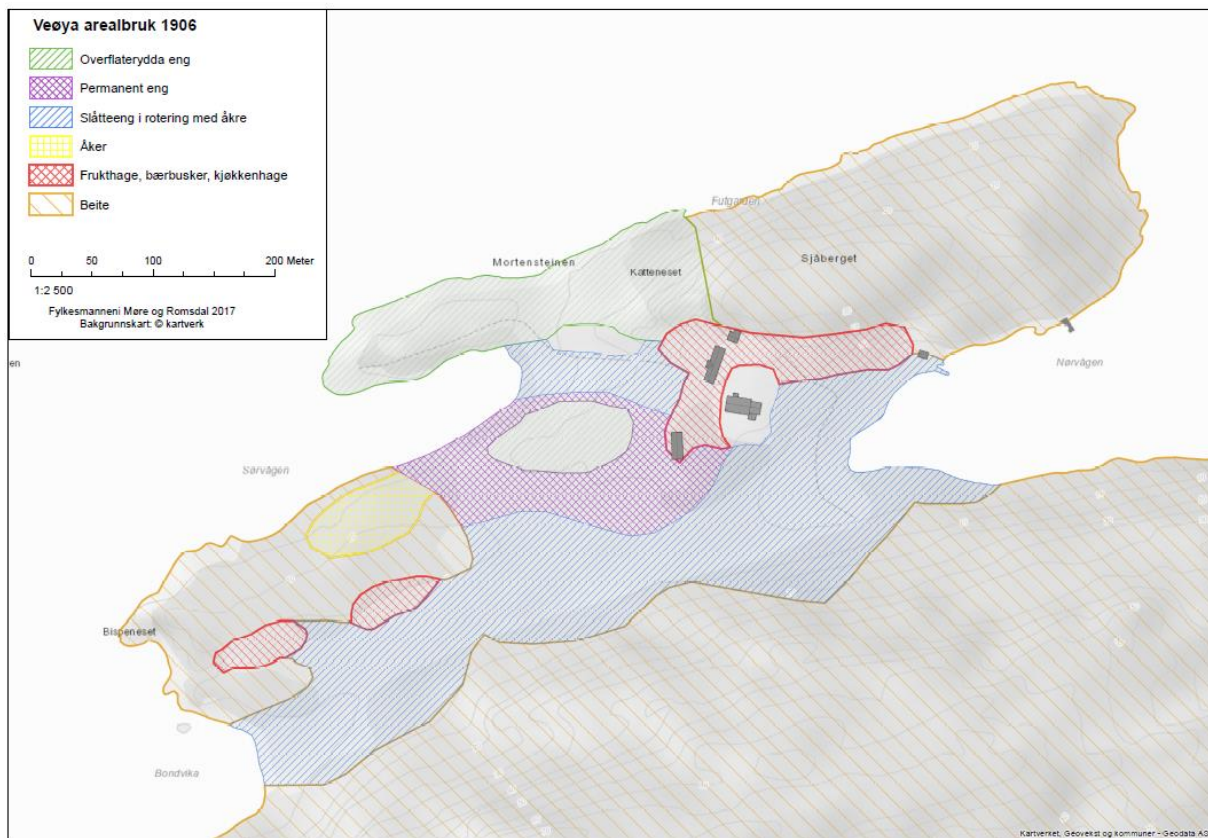 Veøya arealbruk 1906
Overflaterydda eng
Permanent eng
Slåtteeng i rotering med åkre
Åker
Frukthage, bærbusker, kjøkkenhage
Beite
0 50 100 200 Meter
1:2 500
Fylkesmanneni Møre og Romsdal 2017
Bakgrunnskart: © kartverk
Futgarden
Mortensteinen
Katteneset
Sjåberget
Nørvågen
en
Sørvågen
Bispeneset
Bondvika
Kartverket, Geovekst og kommuner - Geodata AS